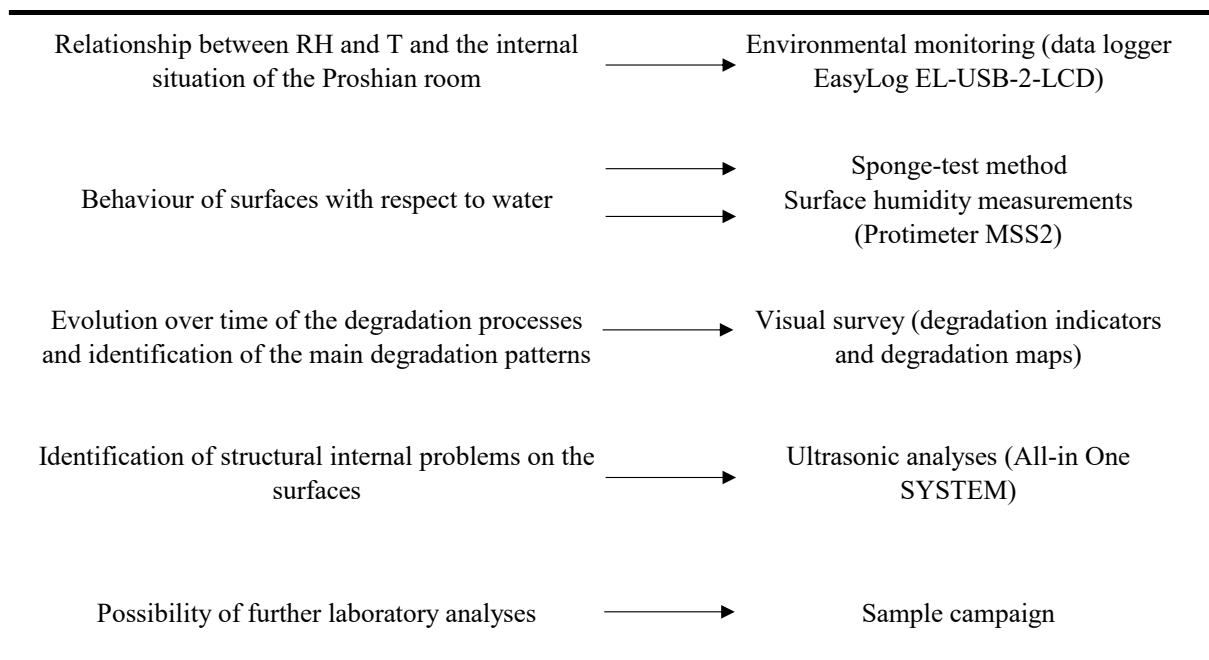 Relationship between RH and T and the internal
situation of the Proshian room
Environmental monitoring (data logger
EasyLog EL-USB-2-LCD)
Behaviour of surfaces with respect to water
Sponge-test method
Surface humidity measurements
(Protimeter MSS2)
Evolution over time of the degradation processes
and identification of the main degradation patterns
Visual survey (degradation indicators
and degradation maps)
Identification of structural internal problems on the
surfaces
Ultrasonic analyses (All-in One
SYSTEM)
Possibility of further laboratory analyses
Sample campaign